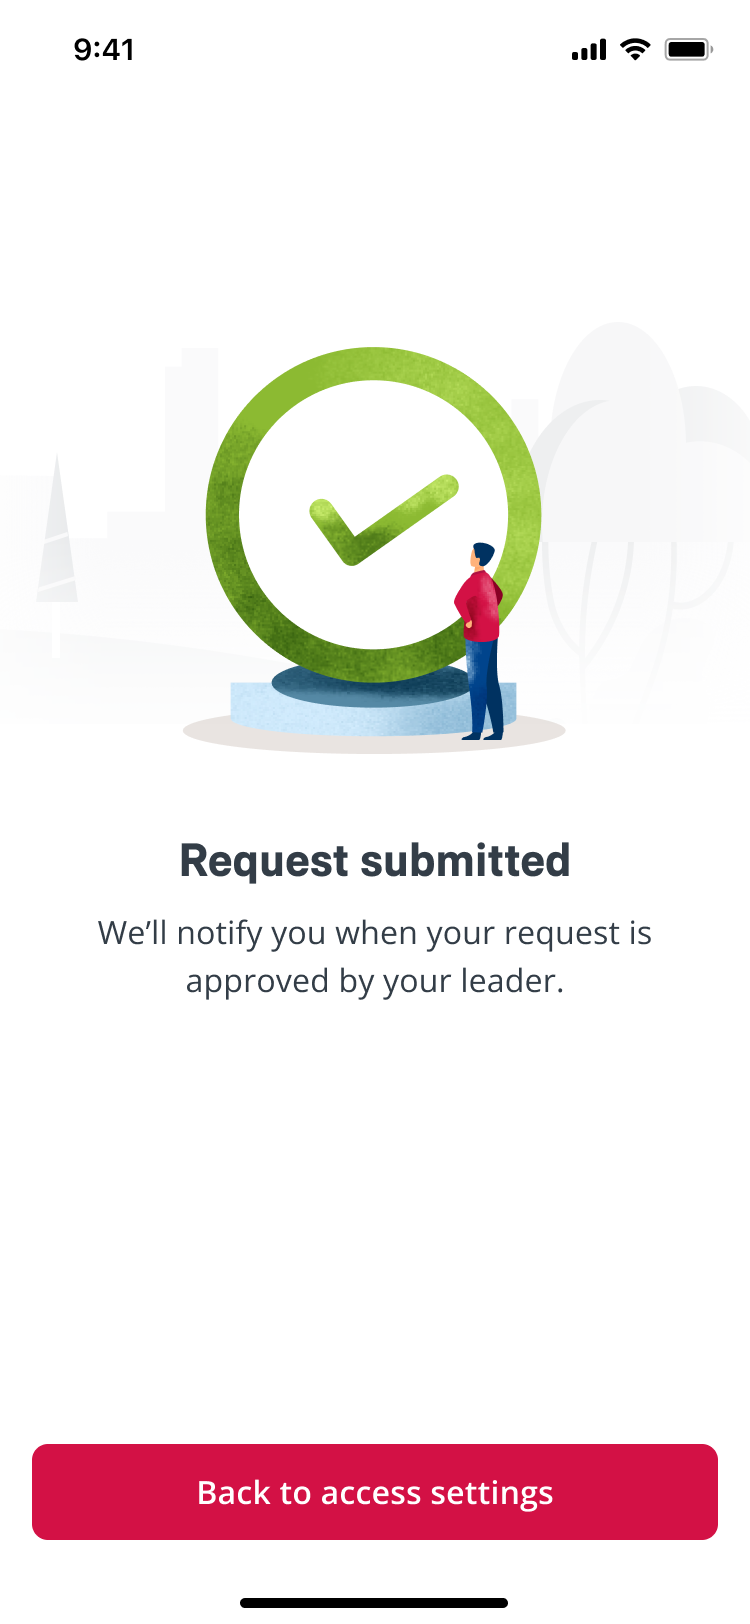 9:41
Request submitted
We’ll notify you when your request is
approved by your leader.
Back to access settings